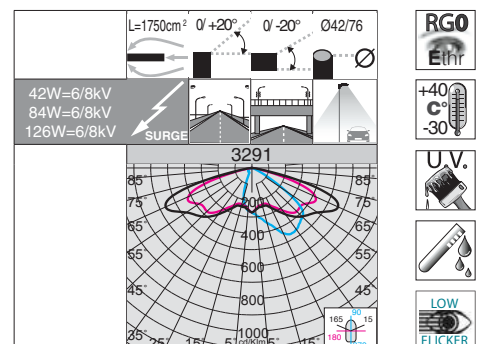 L=1750cm² 0/ +20° 0/ -20° Ø42/76
Ø
42W=6/8kV
84W=6/8kV
126W=6/8kV
SURGE
3291
85° 85°
75° 75°
65° 65°
55° 55°
45° 45°
35°
25° 15° 5°
200
400
600
800
1000
cd/Klm
90
165 15
180
RG0
Ethr
+40
C°
-30
U.V.
LOW
FLICKER